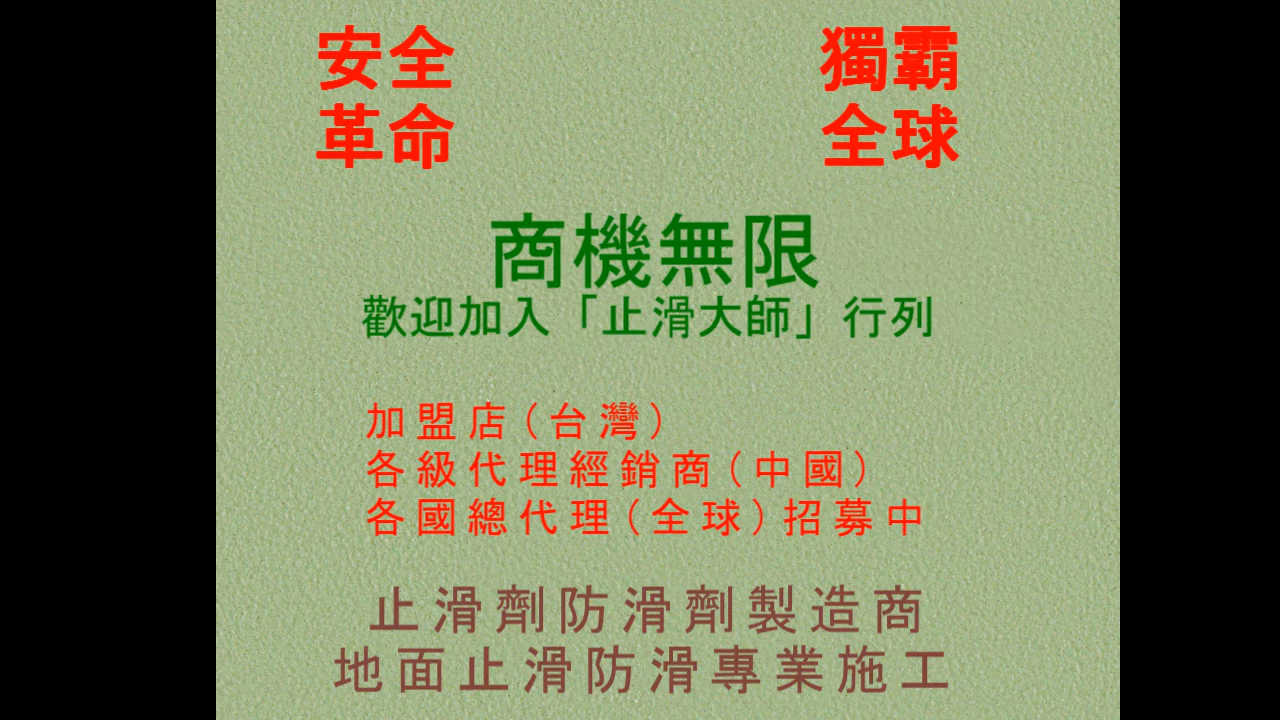 安全 獨霸
革命 全球
商機無限
歡迎加入「止滑大師」行列
加盟店(台灣)
各級代理經銷商(中國)
各國總代理(全球)招募中
止滑劑防滑劑製造商
地面止滑防滑專業施工